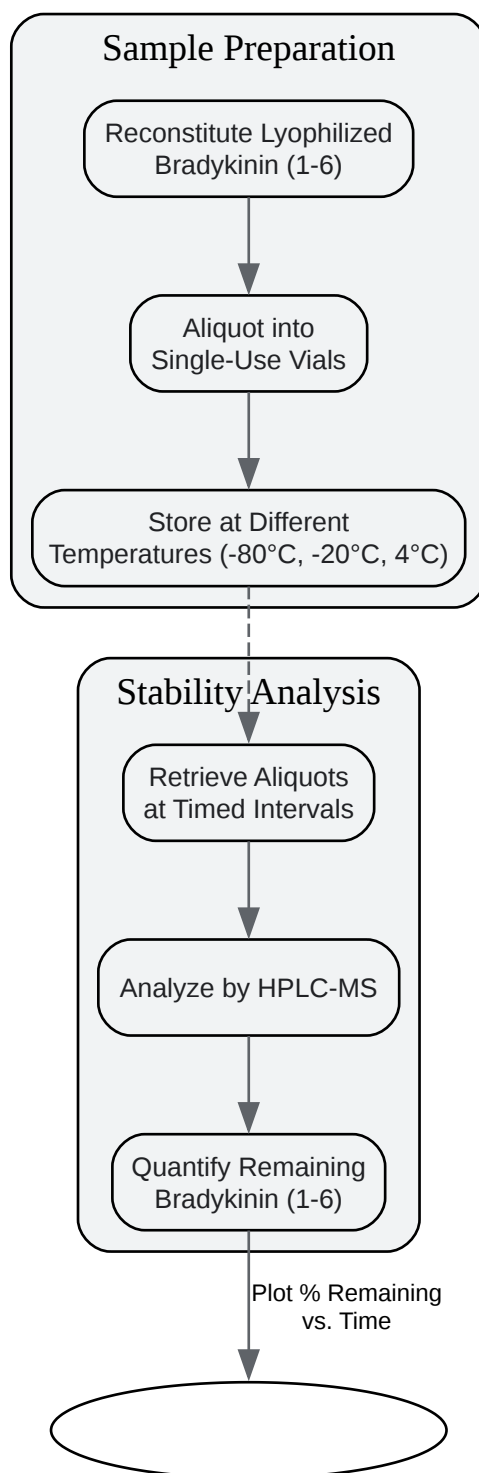 Sample Preparation
Reconstitute Lyophilized
Bradykinin (1-6)
Aliquot into
Single-Use Vials
Store at Different
Temperatures (-80°C, -20°C, 4°C)
Stability Analysis
Retrieve Aliquots
at Timed Intervals
Analyze by HPLC-MS
Quantify Remaining
Bradykinin (1-6)
Plot % Remaining
vs. Time